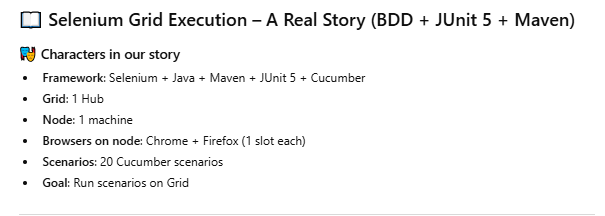 📖 Selenium Grid Execution – A Real Story (BDD + JUnit 5 + Maven)
🎭 Characters in our story
• Framework: Selenium + Java + Maven + JUnit 5 + Cucumber
• Grid: 1 Hub
• Node: 1 machine
• Browsers on node: Chrome + Firefox (1 slot each)
• Scenarios: 20 Cucumber scenarios
• Goal: Run scenarios on Grid